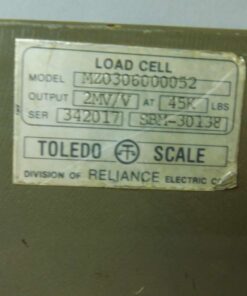 LOAD CELL
MODEL MZ0306000052
OUTPUT 2MV/V AT 45K LBS
SER 342017 SBM-30138
TOLEDO SCALE
DIVISION OF RELIANCE ELECTRIC